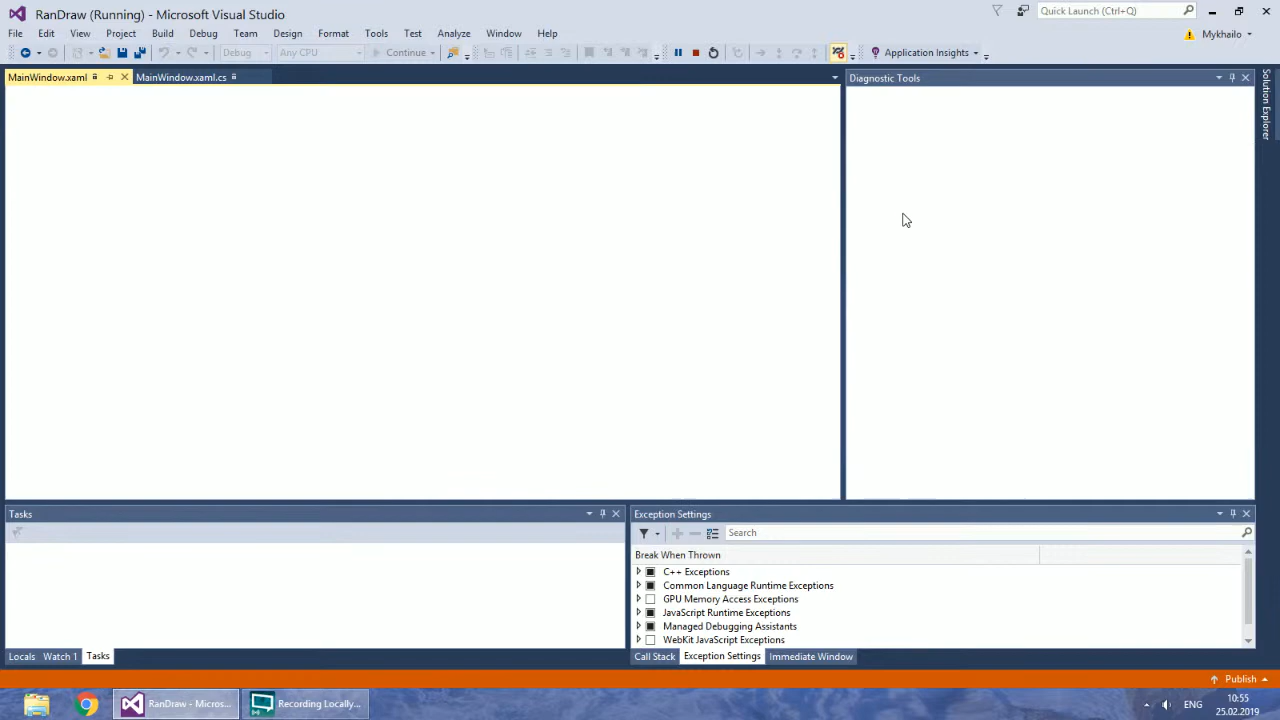 RanDraw (Running) - Microsoft Visual Studio
Quick Launch (Ctrl+Q)
File Edit View Project Build Debug Team Design Format Tools Test Analyze Window Help
Mykhailo
Debug Any CPU Continue Application Insights
MainWindow.xaml MainWindow.xaml.cs
Diagnostic Tools
Solution Explorer
Tasks
Exception Settings
Search
Break When Thrown
C++ Exceptions
Common Language Runtime Exceptions
GPU Memory Access Exceptions
JavaScript Runtime Exceptions
Managed Debugging Assistants
WebKit JavaScript Exceptions
Locals Watch 1 Tasks
Call Stack Exception Settings Immediate Window
Publish
RanDraw - Micros...
Recording Locally...
ENG
10:55
25.02.2019